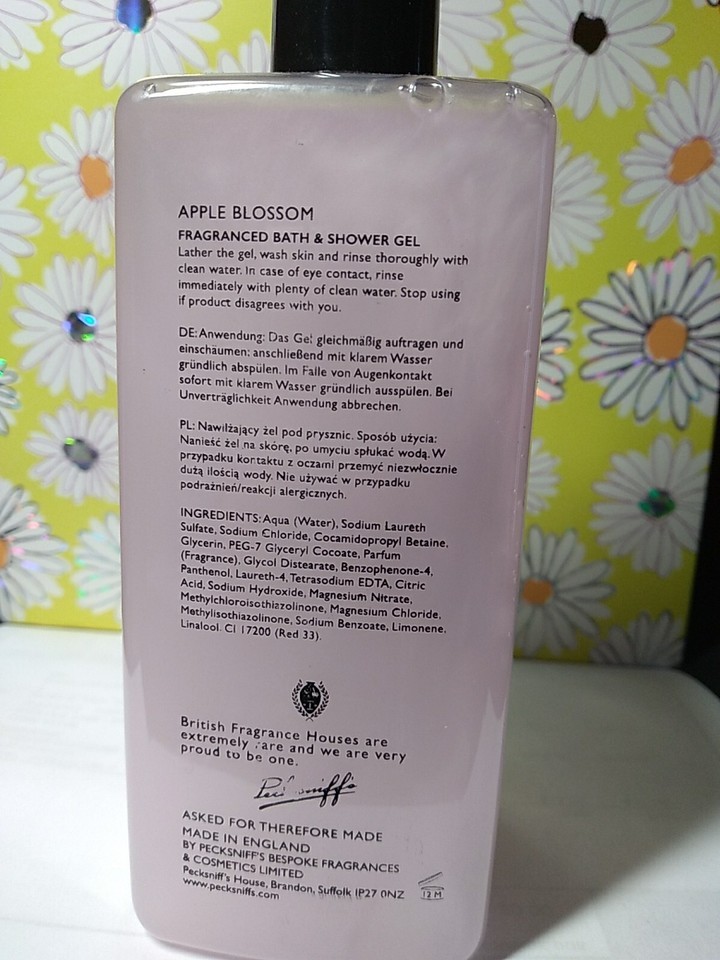 APPLE BLOSSOM
FRAGRANCED BATH & SHOWER GEL
Lather the gel, wash skin and rinse thoroughly with
clean water. In case of eye contact, rinse
immediately with plenty of clean water. Stop using
if product disagrees with you.
DE: Anwendung: Das Gel gleichmäßig auftragen und
einschäumen: anschließend mit klarem Wasser
gründlich abspülen. Im Falle von Augenkontakt
sofort mit klarem Wasser gründlich ausspülen. Bei
Unverträglichkeit Anwendung abbrechen.
PL: Nawilżający żel pod prysznic. Sposób użycia:
Nanieść żel na skórę, po umyciu spłukać wodą. W
przypadku kontaktu z oczami przemyć niezwłocznie
dużą ilością wody. Nie używać w przypadku
podrażnień/reakcji alergicznych.
INGREDIENTS: Aqua (Water), Sodium Laureth
Sulfate, Sodium Chloride, Cocamidopropyl Betaine,
Glycerin, PEG-7 Glyceryl Cocoate, Parfum
(Fragrance), Glycol Distearate, Benzophenone-4,
Panthenol, Laureth-4, Tetrasodium EDTA, Citric
Acid, Sodium Hydroxide, Magnesium Nitrate,
Methylchloroisothiazolinone, Magnesium Chloride,
Methylisothiazolinone, Sodium Benzoate, Limonene,
Linalool. CI 17200 (Red 33).
British Fragrance Houses are
extremely rare and we are very
proud to be one.
Pecksniff's
ASKED FOR THEREFORE MADE
MADE IN ENGLAND
BY PECKSNIFF'S BESPOKE FRAGRANCES
& COSMETICS LIMITED
Pecksniff's House, Brandon, Suffolk IP27 0NZ
www.pecksniffs.com
12 M